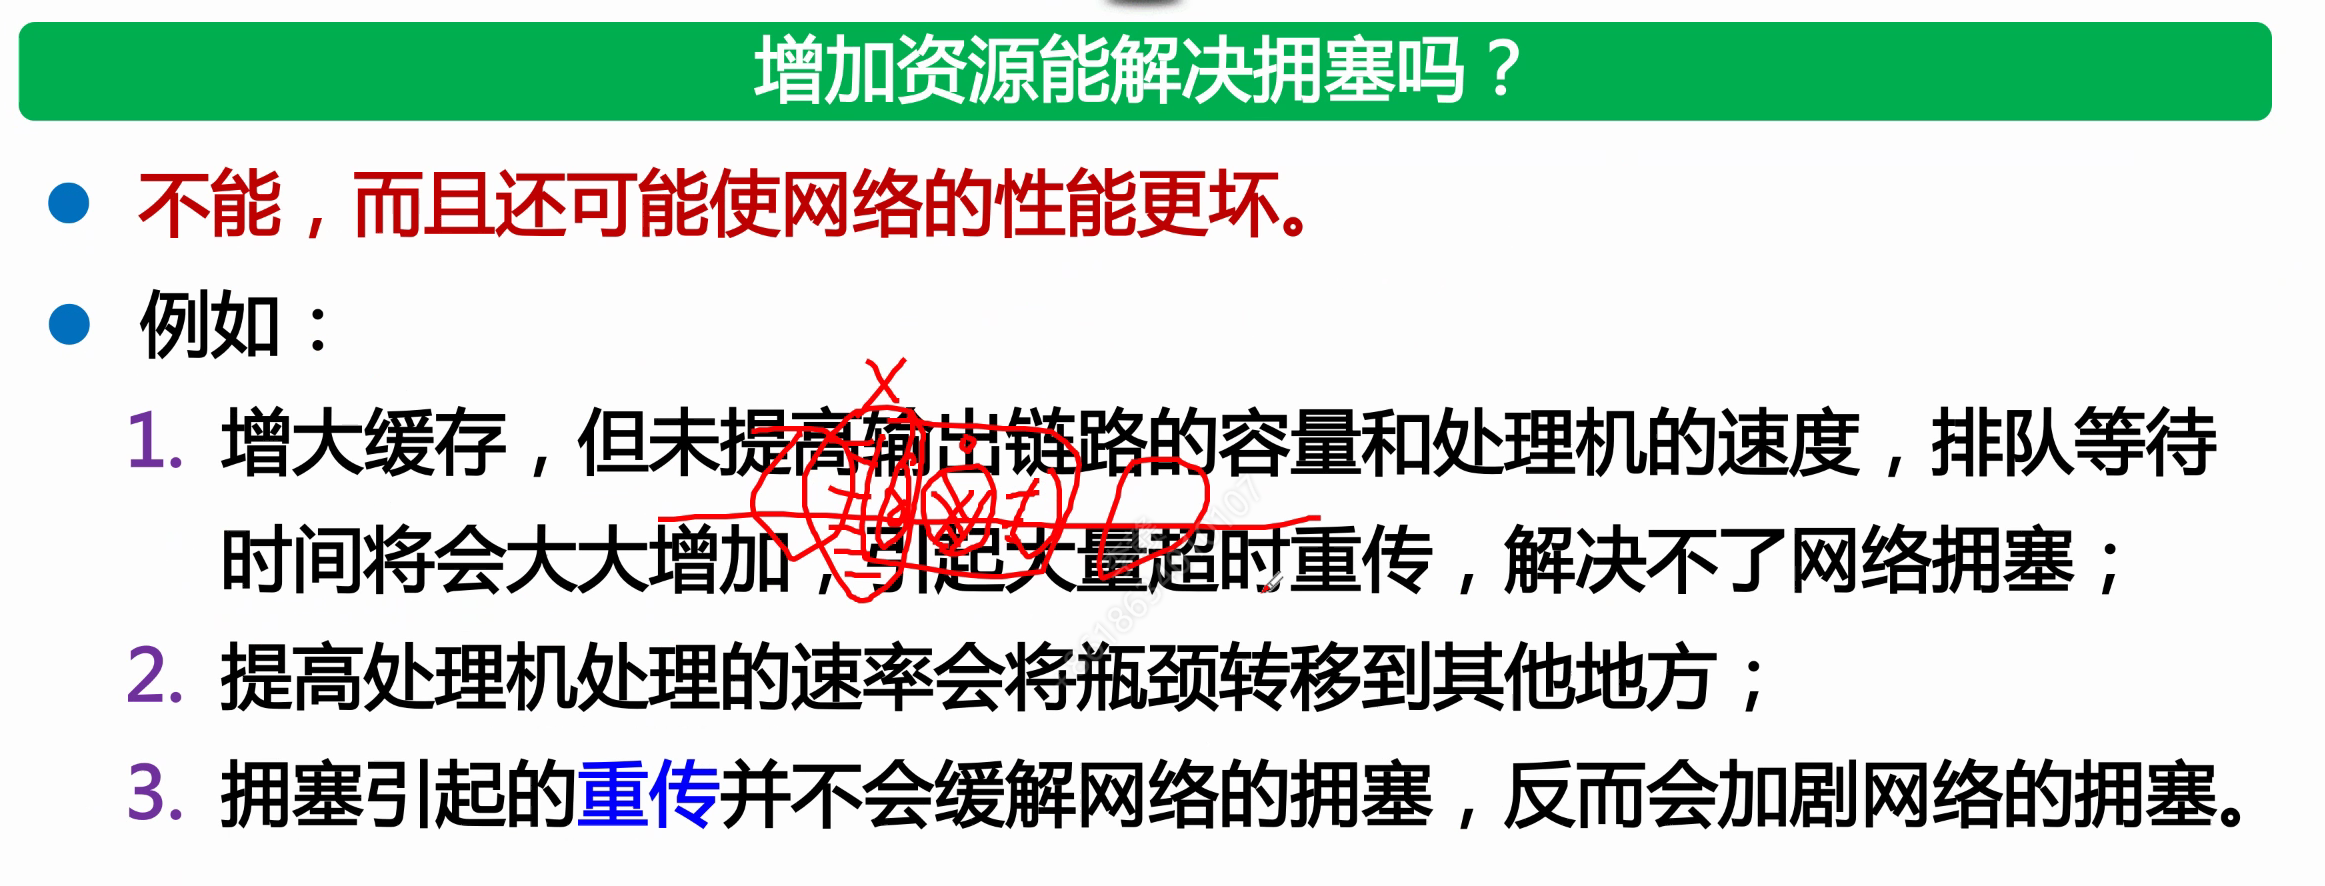 增加资源能解决拥塞吗？
不能，而且还可能使网络的性能更坏。
例如：
1. 增大缓存，但未提高输出链路的容量和处理机的速度，排队等待
时间将会大大增加，引起大量超时重传，解决不了网络拥塞；
2. 提高处理机处理的速率会将瓶颈转移到其他地方；
3. 拥塞引起的重传并不会缓解网络的拥塞，反而会加剧网络的拥塞。